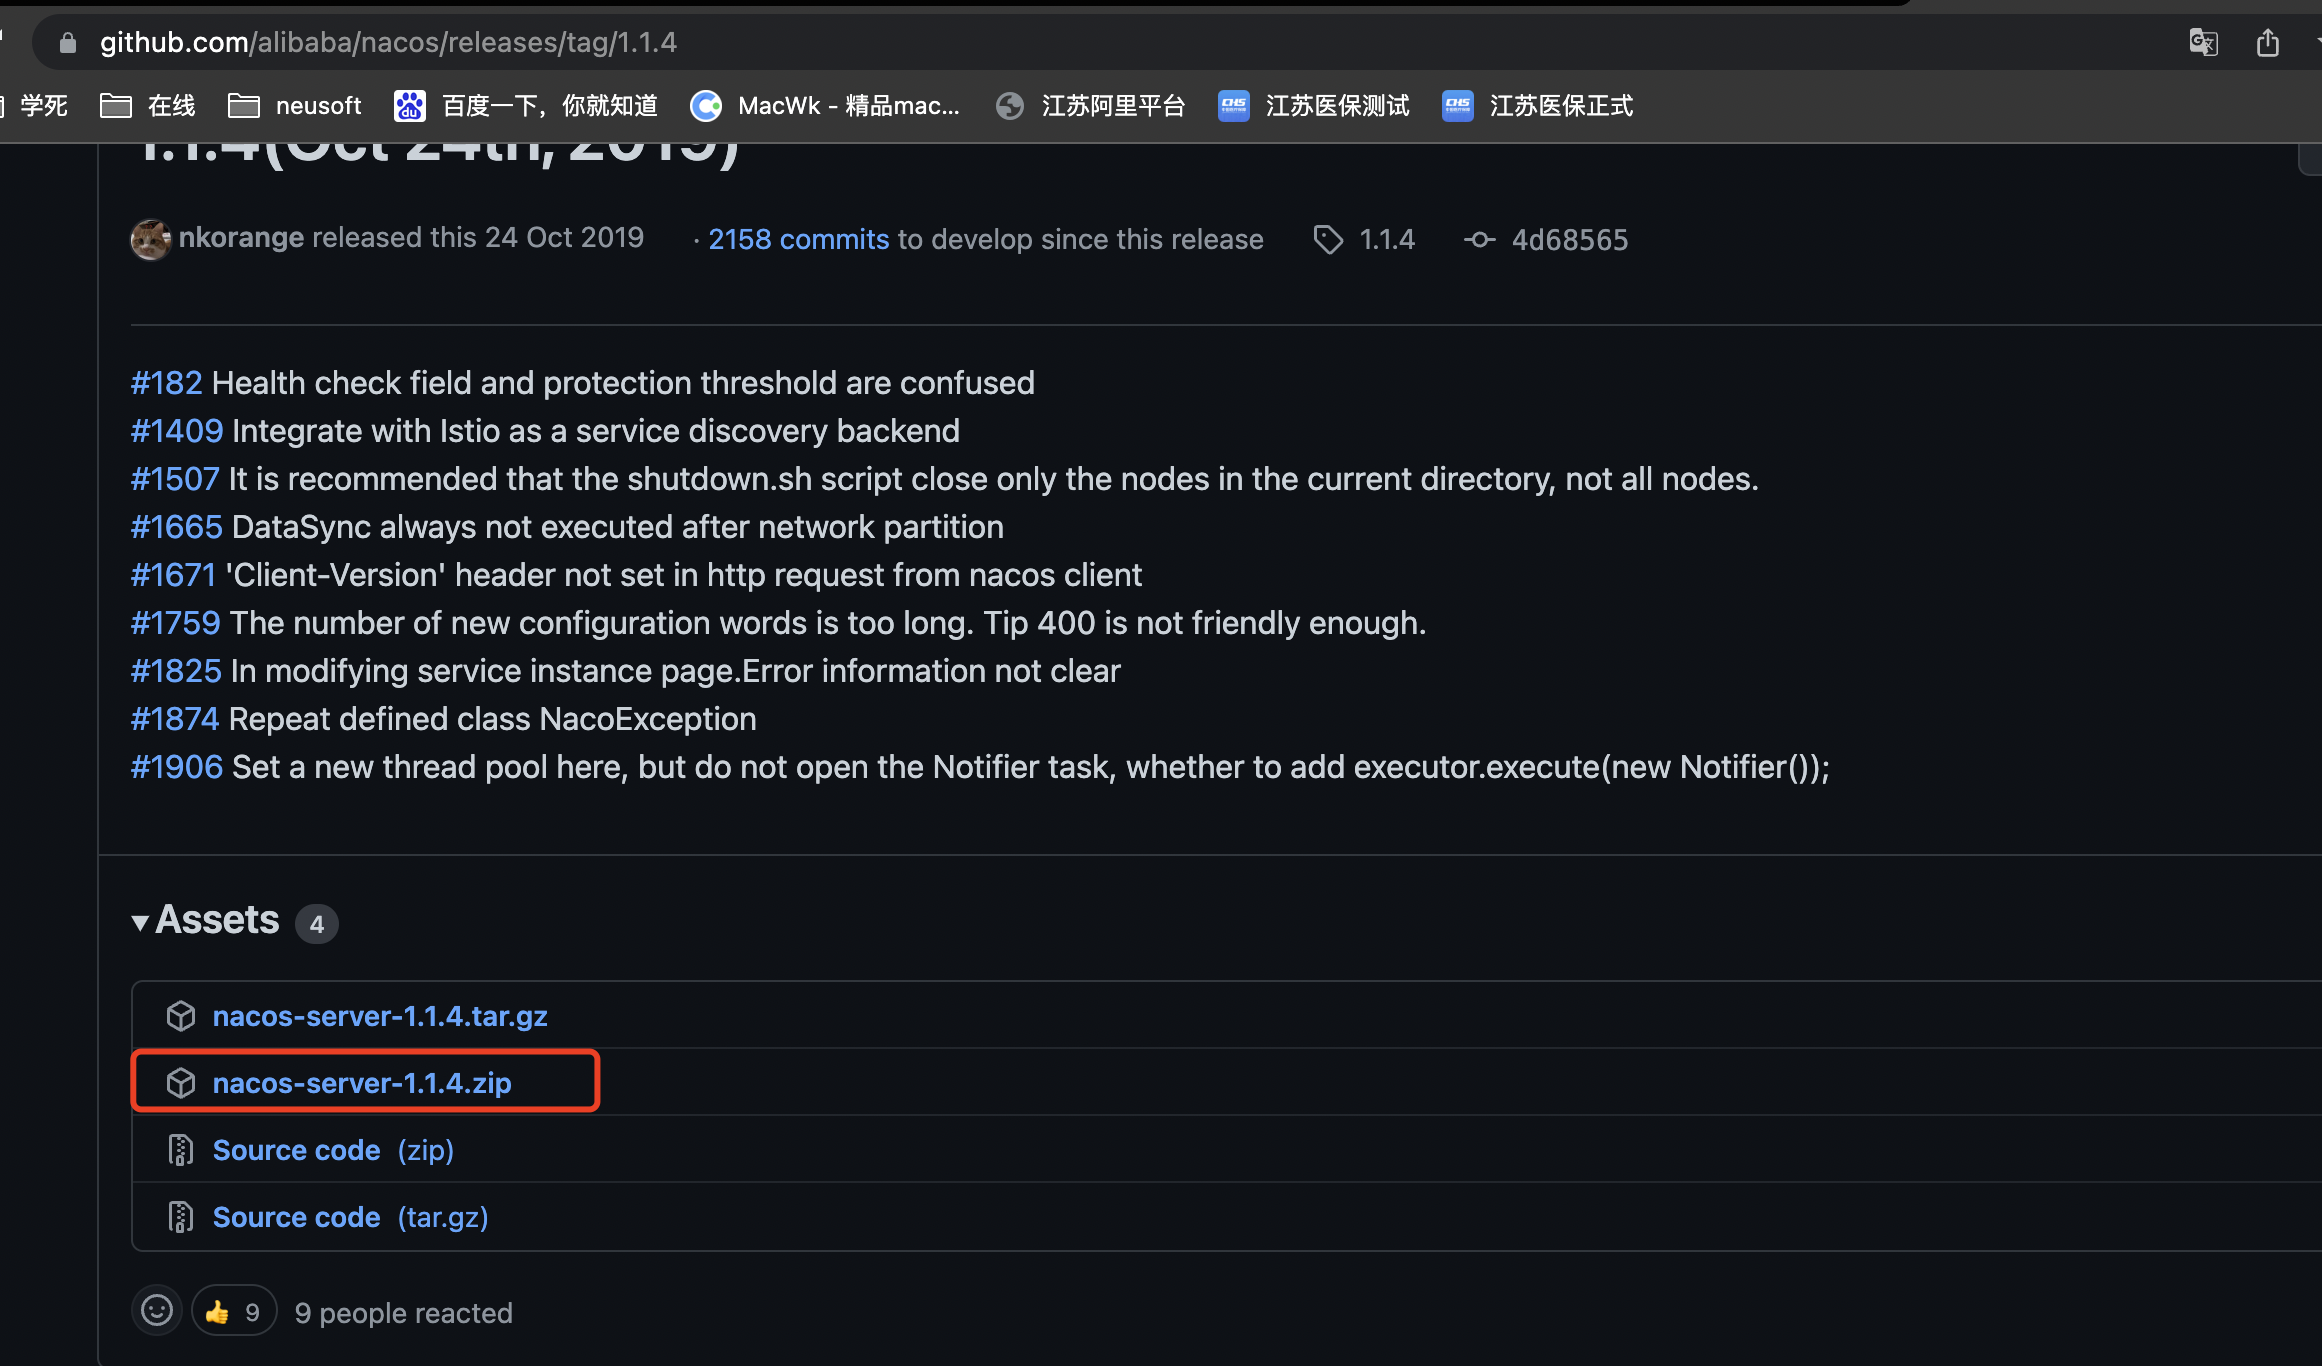 github.com/alibaba/nacos/releases/tag/1.1.4
学死 在线 neusoft 百度一下，你就知道 MacWk - 精品mac... 江苏阿里平台 江苏医保测试 江苏医保正式
1.1.4(Oct 24th, 2019)
nkorange released this 24 Oct 2019 · 2158 commits to develop since this release 1.1.4 4d68565
#182 Health check field and protection threshold are confused
#1409 Integrate with Istio as a service discovery backend
#1507 It is recommended that the shutdown.sh script close only the nodes in the current directory, not all nodes.
#1665 DataSync always not executed after network partition
#1671 'Client-Version' header not set in http request from nacos client
#1759 The number of new configuration words is too long. Tip 400 is not friendly enough.
#1825 In modifying service instance page.Error information not clear
#1874 Repeat defined class NacoException
#1906 Set a new thread pool here, but do not open the Notifier task, whether to add executor.execute(new Notifier());
Assets 4
nacos-server-1.1.4.tar.gz
nacos-server-1.1.4.zip
Source code (zip)
Source code (tar.gz)
👍 9 9 people reacted